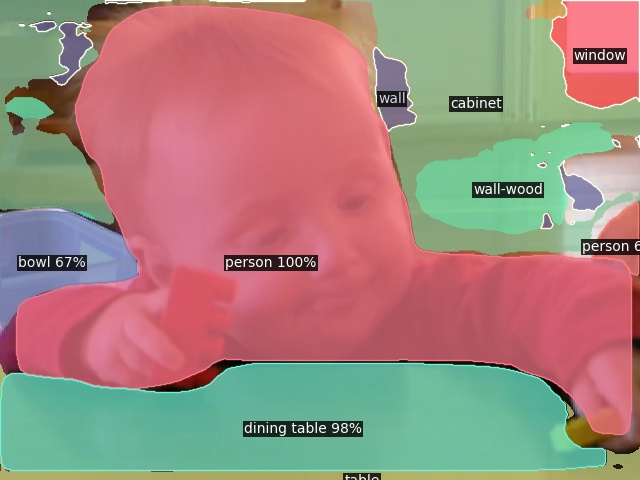 window
wall
cabinet
wall-wood
person 6
bowl 67%
person 100%
dining table 98%
table